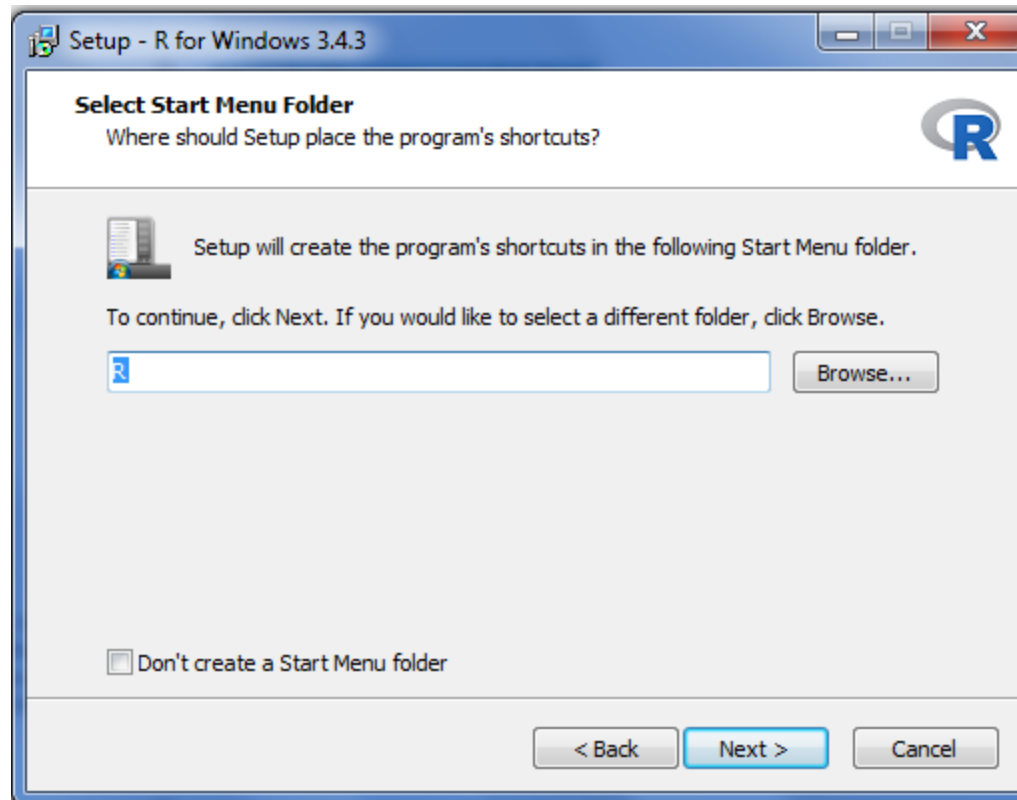 Setup - R for Windows 3.4.3
Select Start Menu Folder
Where should Setup place the program's shortcuts?
R
Setup will create the program's shortcuts in the following Start Menu folder.
To continue, click Next. If you would like to select a different folder, click Browse.
R
Browse...
Don't create a Start Menu folder
< Back
Next >
Cancel